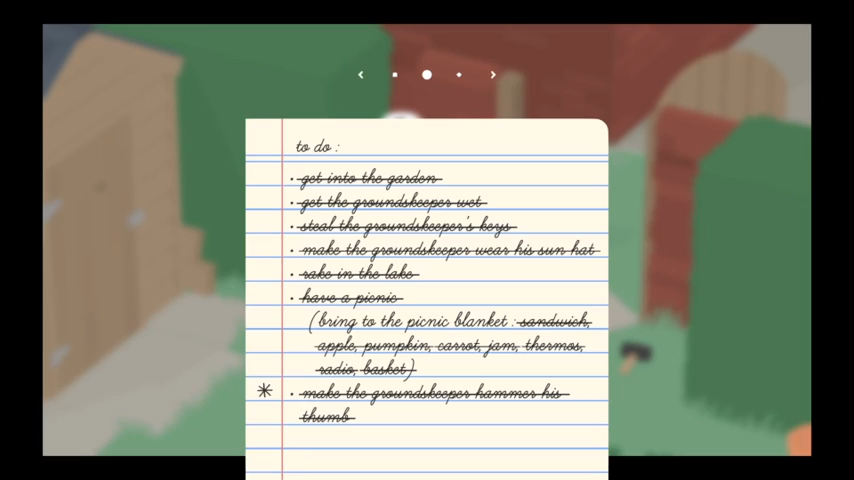 to do :
• get into the garden
• get the groundskeeper wet
• steal the groundskeeper's keys
• make the groundskeeper wear his sun hat
• rake in the lake
• have a picnic
(bring to the picnic blanket : sandwich,
apple, pumpkin, carrot, jam, thermos,
radio, basket)
• make the groundskeeper hammer his
thumb